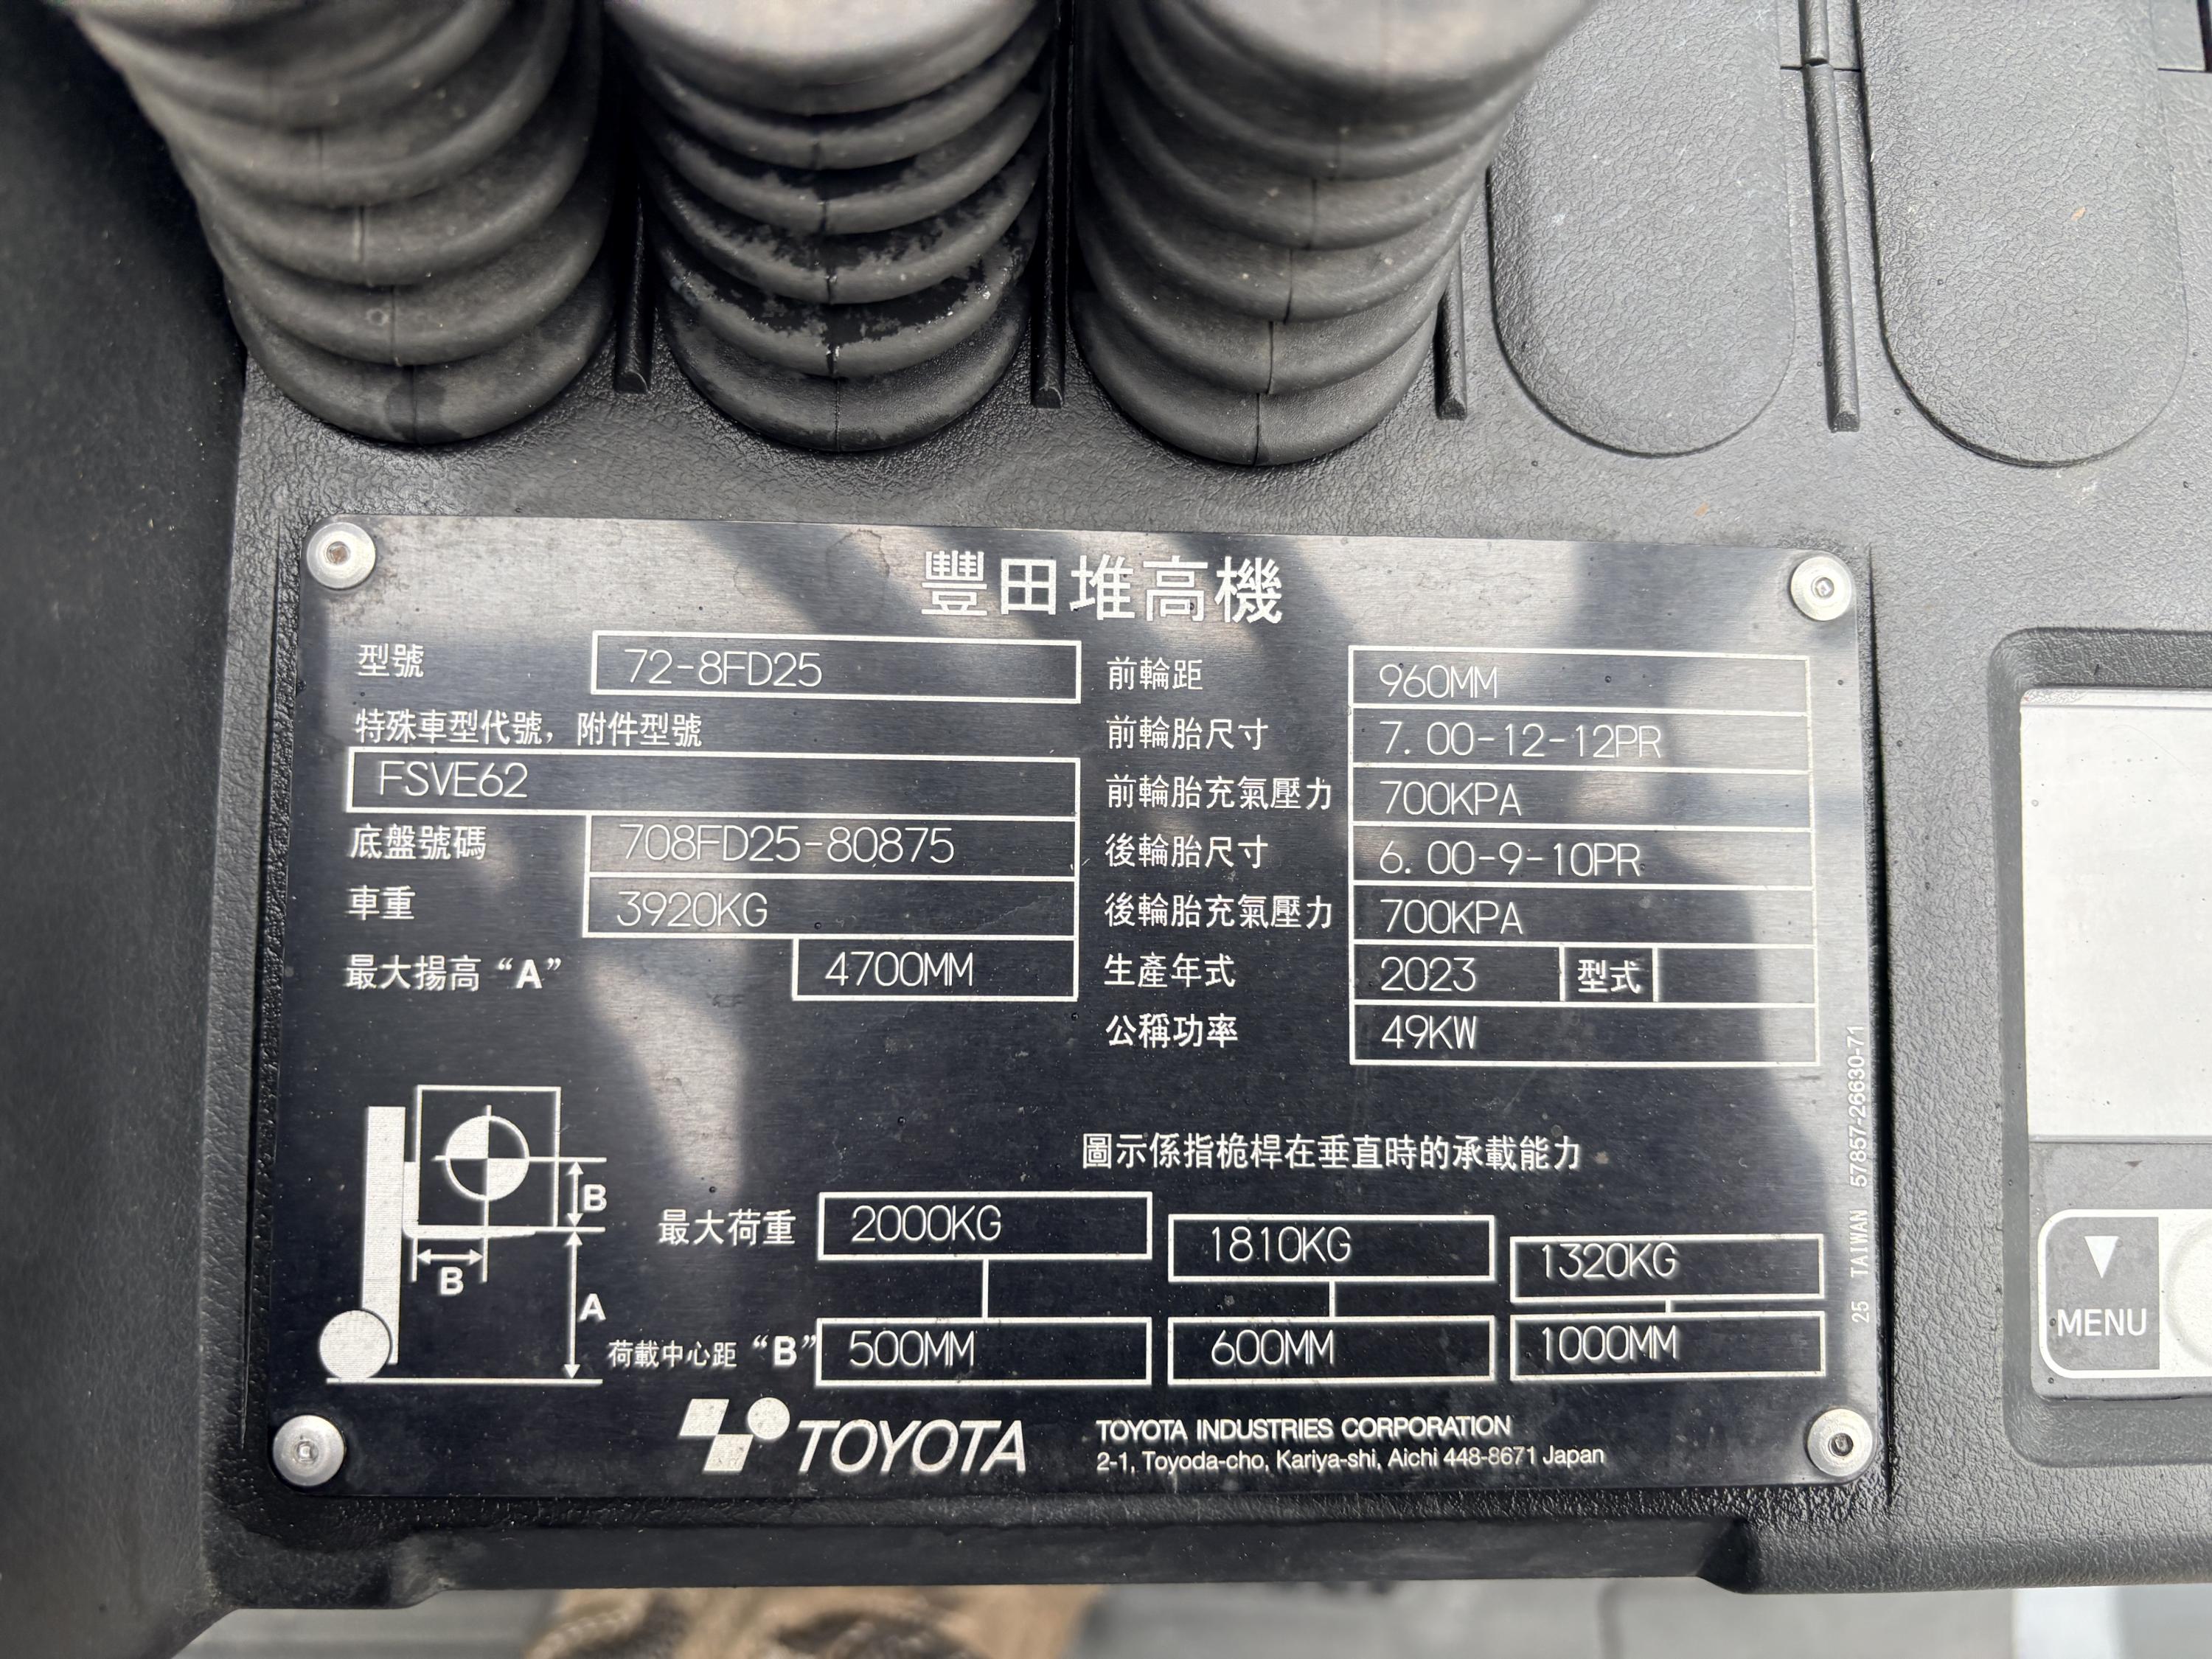 豐田堆高機
型號 72-8FD25
特殊車型代號，附件型號
FSVE62
底盤號碼 708FD25-80875
車重 3920KG
最大揚高“A” 4700MM
前輪距 960MM
前輪胎尺寸 7.00-12-12PR
前輪胎充氣壓力 700KPA
後輪胎尺寸 6.00-9-10PR
後輪胎充氣壓力 700KPA
生產年式 2023 型式
公稱功率 49KW
圖示係指桅桿在垂直時的承載能力
B
B
A
最大荷重 2000KG 1810KG 1320KG
荷載中心距“B” 500MM 600MM 1000MM
TOYOTA
TOYOTA INDUSTRIES CORPORATION
2-1, Toyoda-cho, Kariya-shi, Aichi 448-8671 Japan
25 TAIWAN 57857-26630-71
MENU